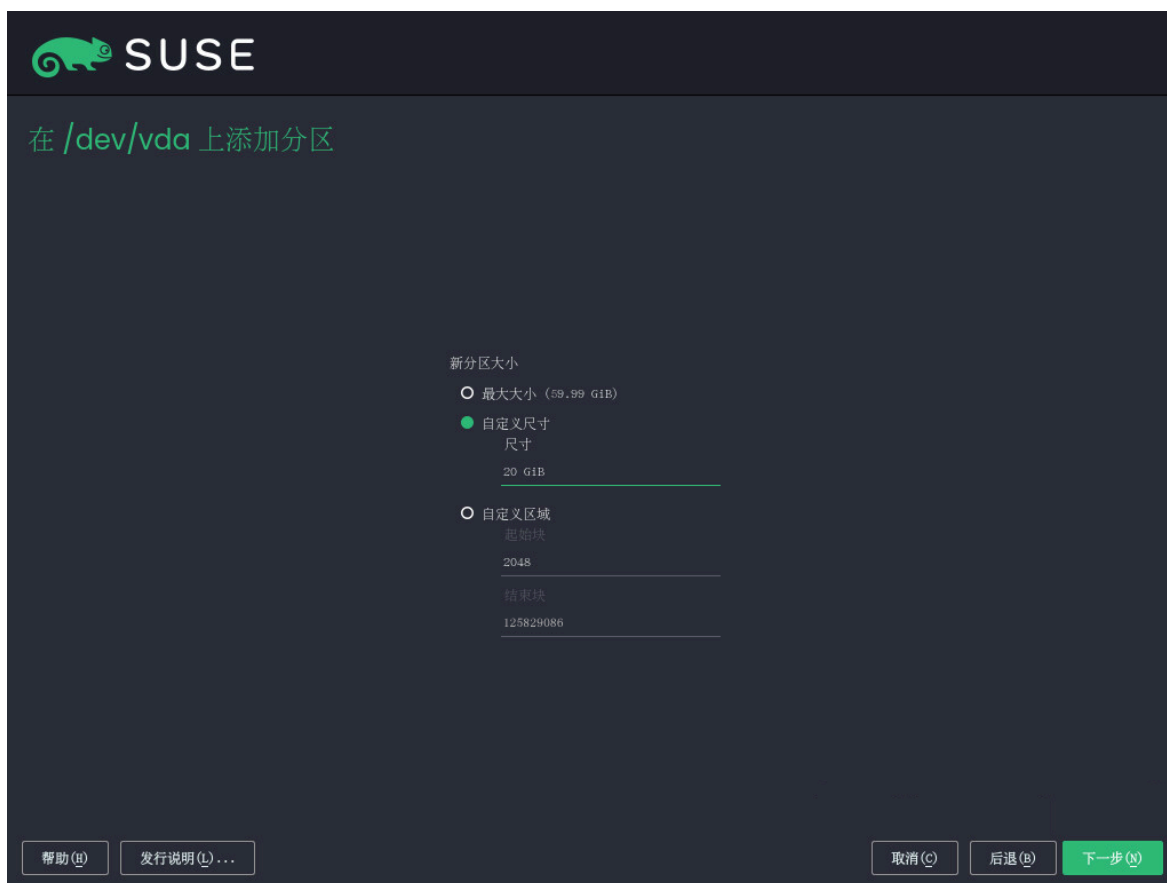 SUSE
在 /dev/vda 上添加分区
新分区大小
最大大小 (59.99 GiB)
自定义尺寸
尺寸
20 GiB
自定义区域
起始块
2048
结束块
125829086
帮助(H)
发行说明(L)...
取消(C)
后退(B)
下一步(N)